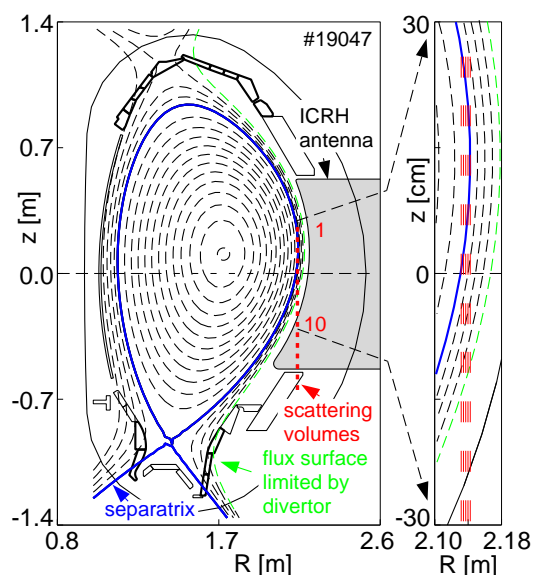 1.4
#19047
ICRH
antenna
0.7
z [m]
1
0.0
10
-0.7
scattering
volumes
flux surface
limited by
divertor
separatrix
-1.4
0.8
1.7
2.6
R [m]
30
z [cm]
0
-30
2.10
2.18
R [m]